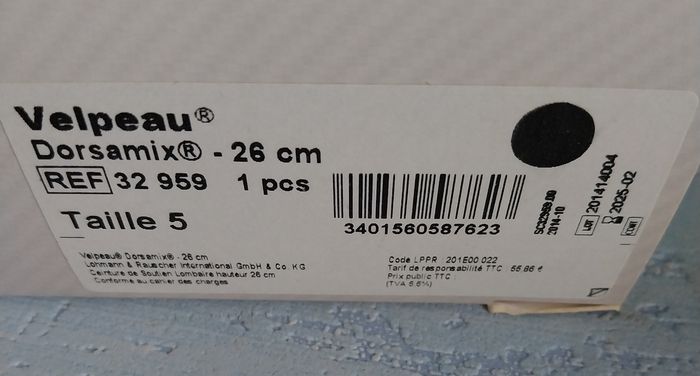 Velpeau®
Dorsamix® - 26 cm
REF 32 959 1 pcs
Taille 5
3401560587623
2014-10
LOT 201414004
2025-02
Velpeau® Dorsamix® - 26 cm
Lohmann & Rauscher International GmbH & Co. KG
Ceinture de Soutien Lombaire hauteur 26 cm
Conforme au cahier des charges
Code LPPR 201E00.022
Tarif de responsabilité TTC 55,86 €
Prix public TTC
(TVA 5.5%)